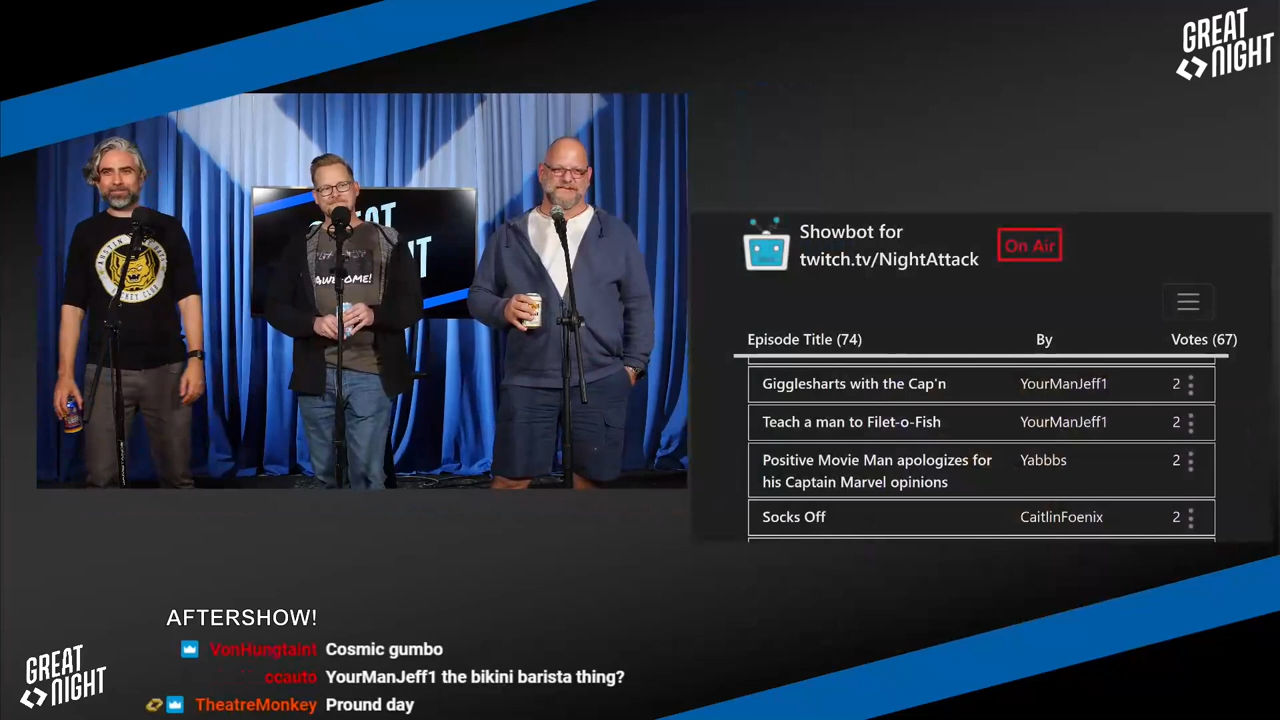 GREAT
NIGHT
AUSTIN
AWESOME!
Showbot for
twitch.tv/NightAttack
On Air
Episode Title (74) By Votes (67)
Gigglesharts with the Cap'n YourManJeff1 2
Teach a man to Filet-o-Fish YourManJeff1 2
Positive Movie Man apologizes for Yabbbs 2
his Captain Marvel opinions
Socks Off CaitlinFoenix 2
AFTERSHOW!
VonHungtaint Cosmic gumbo
ccauto YourManJeff1 the bikini barista thing?
TheatreMonkey Pround day
GREAT
NIGHT